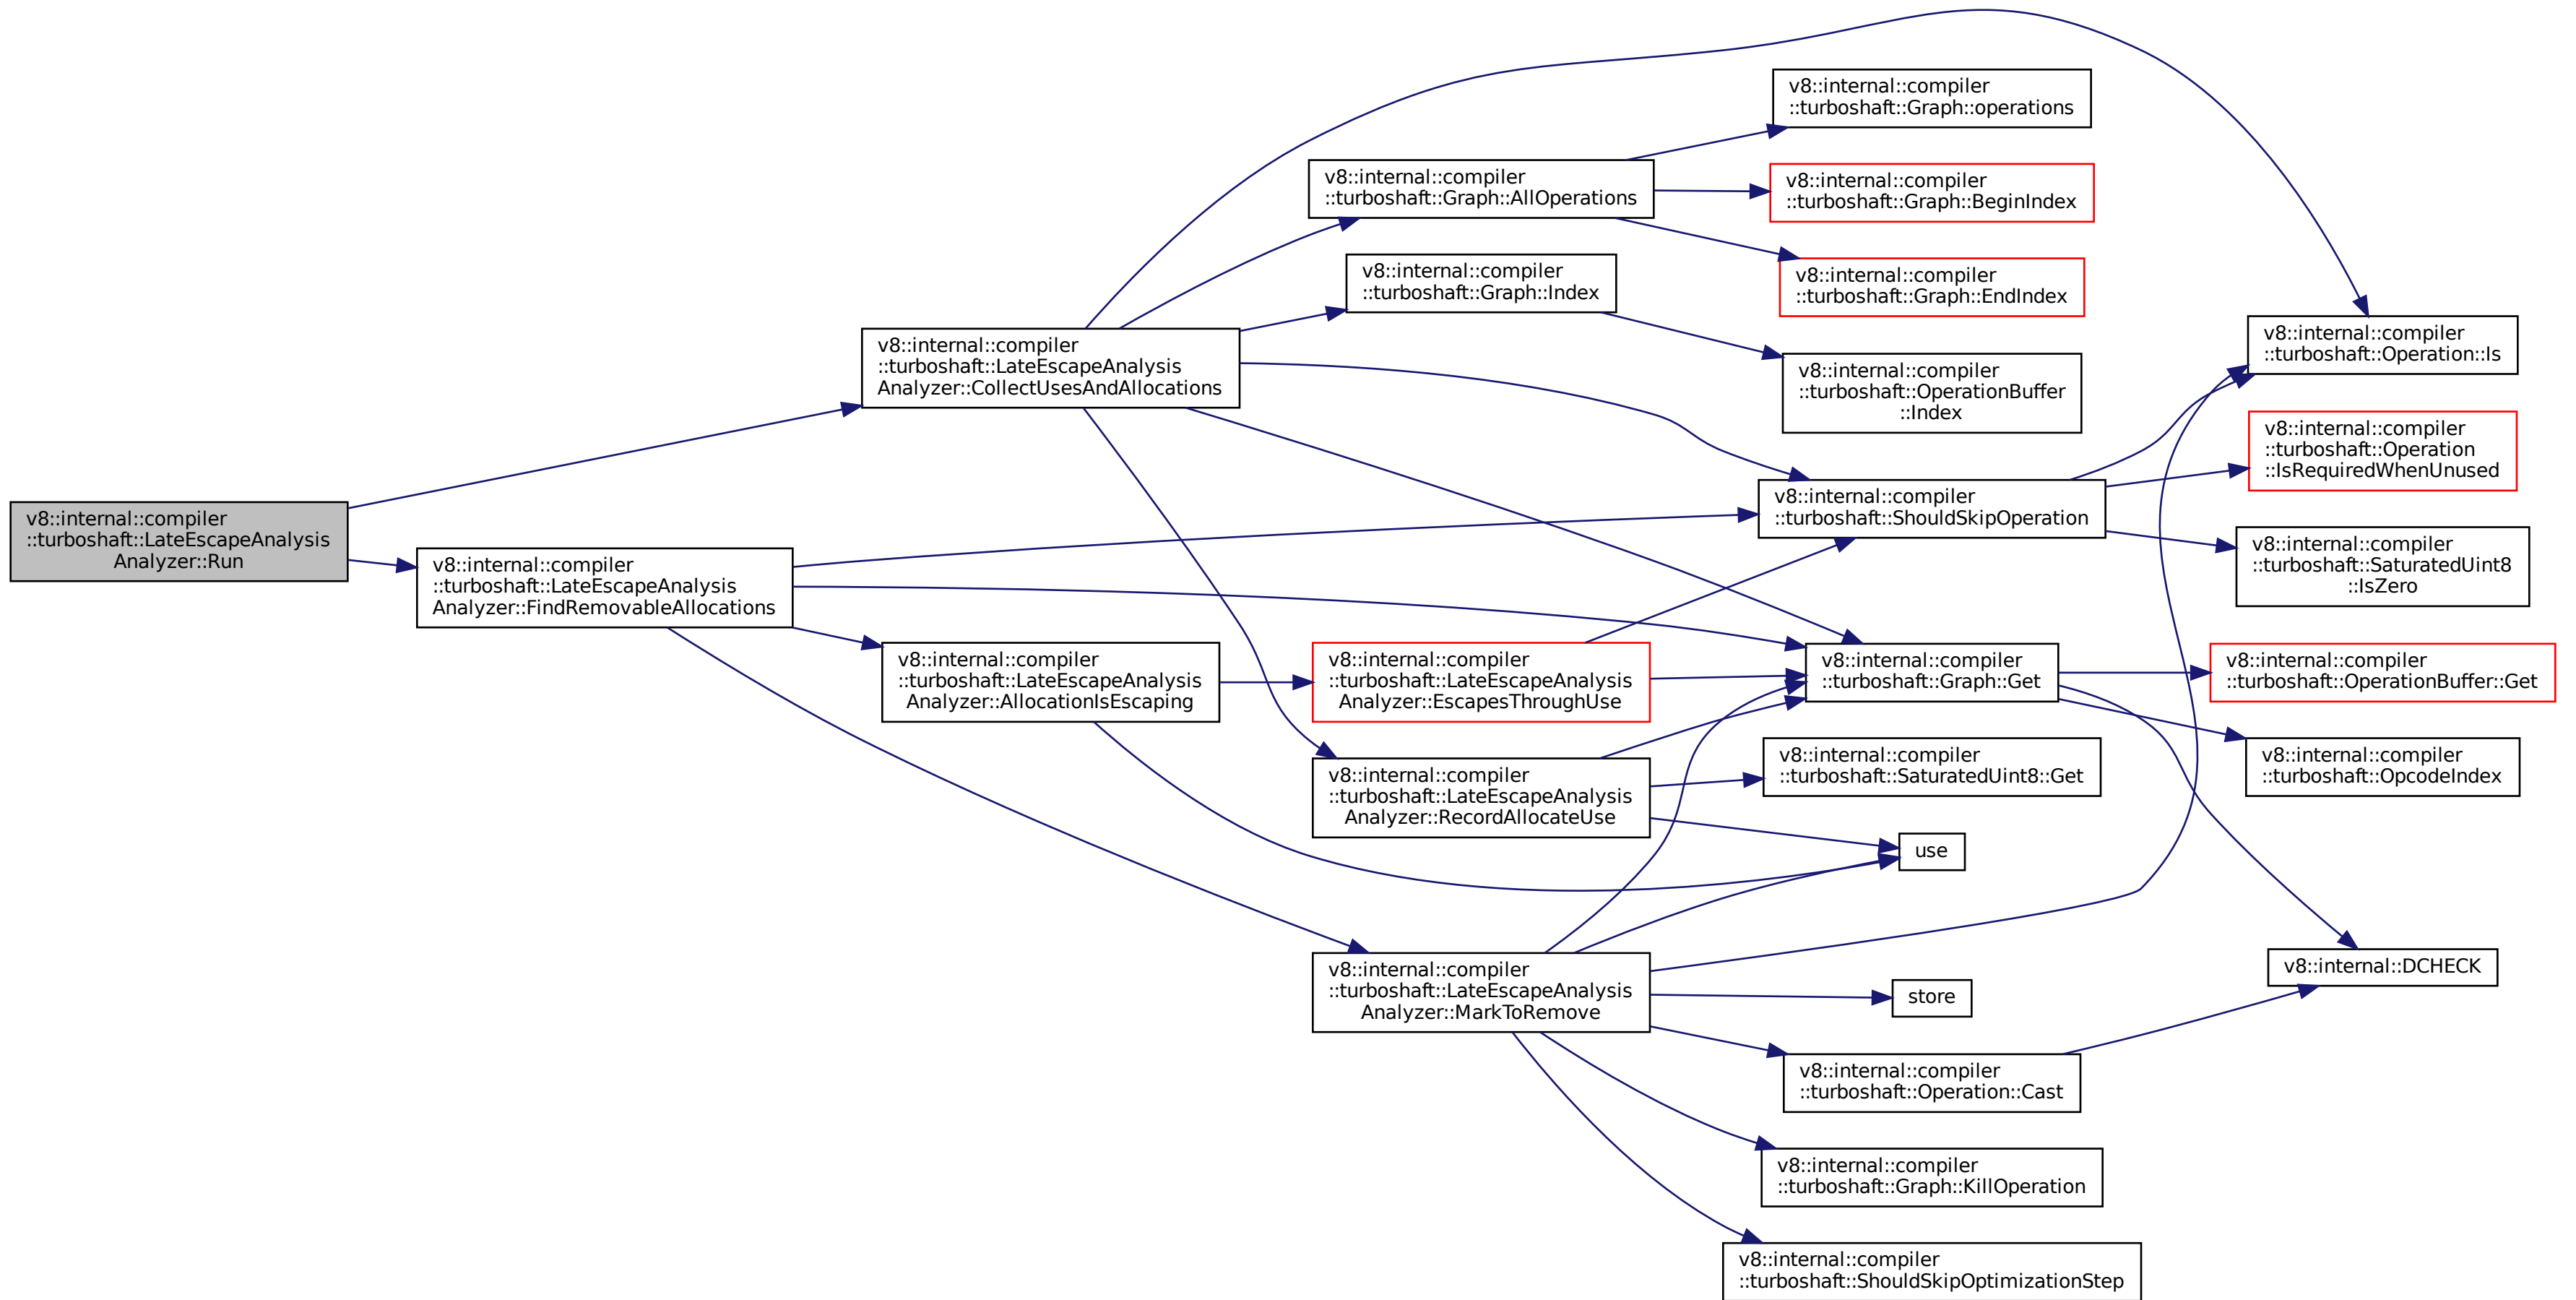 v8::internal::compiler
::turboshaft::LateEscapeAnalysis
Analyzer::Run
v8::internal::compiler
::turboshaft::LateEscapeAnalysis
Analyzer::CollectUsesAndAllocations
v8::internal::compiler
::turboshaft::LateEscapeAnalysis
Analyzer::FindRemovableAllocations
v8::internal::compiler
::turboshaft::LateEscapeAnalysis
Analyzer::AllocationIsEscaping
v8::internal::compiler
::turboshaft::Graph::AllOperations
v8::internal::compiler
::turboshaft::Graph::Index
v8::internal::compiler
::turboshaft::LateEscapeAnalysis
Analyzer::EscapesThroughUse
v8::internal::compiler
::turboshaft::LateEscapeAnalysis
Analyzer::RecordAllocateUse
v8::internal::compiler
::turboshaft::LateEscapeAnalysis
Analyzer::MarkToRemove
v8::internal::compiler
::turboshaft::Graph::operations
v8::internal::compiler
::turboshaft::Graph::BeginIndex
v8::internal::compiler
::turboshaft::Graph::EndIndex
v8::internal::compiler
::turboshaft::OperationBuffer
::Index
v8::internal::compiler
::turboshaft::ShouldSkipOperation
v8::internal::compiler
::turboshaft::Graph::Get
v8::internal::compiler
::turboshaft::SaturatedUint8::Get
use
store
v8::internal::compiler
::turboshaft::Operation::Cast
v8::internal::compiler
::turboshaft::Graph::KillOperation
v8::internal::compiler
::turboshaft::ShouldSkipOptimizationStep
v8::internal::compiler
::turboshaft::Operation::Is
v8::internal::compiler
::turboshaft::Operation
::IsRequiredWhenUnused
v8::internal::compiler
::turboshaft::SaturatedUint8
::IsZero
v8::internal::compiler
::turboshaft::OperationBuffer::Get
v8::internal::compiler
::turboshaft::OpcodeIndex
v8::internal::DCHECK